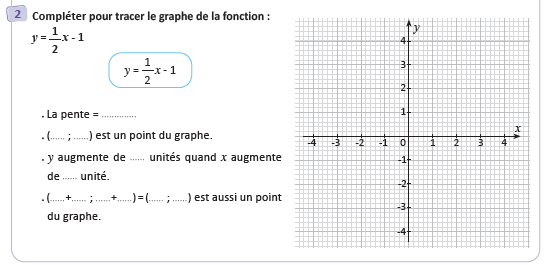 2 Compléter pour tracer le graphe de la fonction :
y = 1/2 x - 1
y = 1/2 x - 1
. La pente = ..............
. (...... ; ......) est un point du graphe.
. y augmente de ...... unités quand x augmente
de ...... unité.
. (......+...... ; ......+......) = (...... ; ......) est aussi un point
du graphe.
y
4
3
2
1
x
-4 -3 -2 -1 0 1 2 3 4
-1
-2
-3
-4